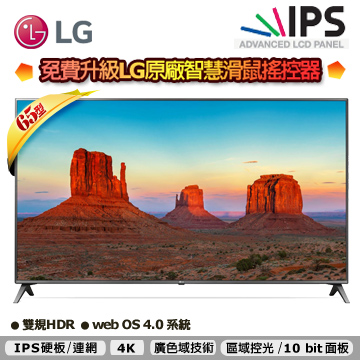 LG
IPS
ADVANCED LCD PANEL
免費升級LG原廠智慧滑鼠搖控器
65型
●雙規HDR ●web OS 4.0 系統
IPS硬板/連網 4K 廣色域技術 區域控光/10 bit面板